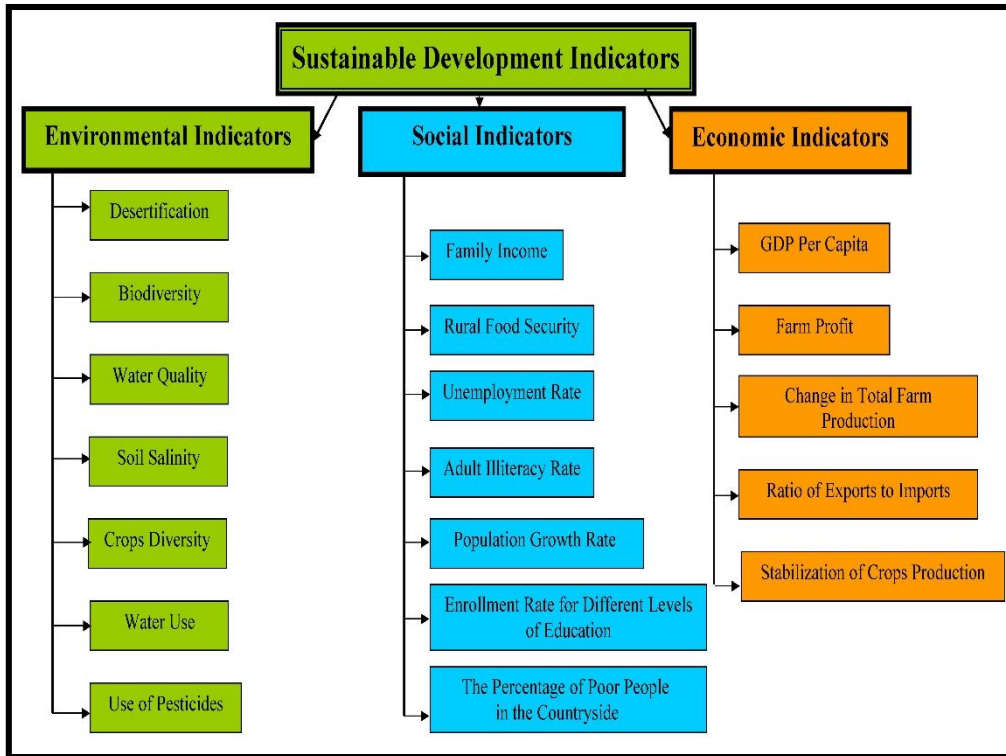 Sustainable Development Indicators
Environmental Indicators
Desertification
Biodiversity
Water Quality
Soil Salinity
Crops Diversity
Water Use
Use of Pesticides
Social Indicators
Family Income
Rural Food Security
Unemployment Rate
Adult Illiteracy Rate
Population Growth Rate
Enrollment Rate for Different Levels
of Education
The Percentage of Poor People
in the Countryside
Economic Indicators
GDP Per Capita
Farm Profit
Change in Total Farm
Production
Ratio of Exports to Imports
Stabilization of Crops Production